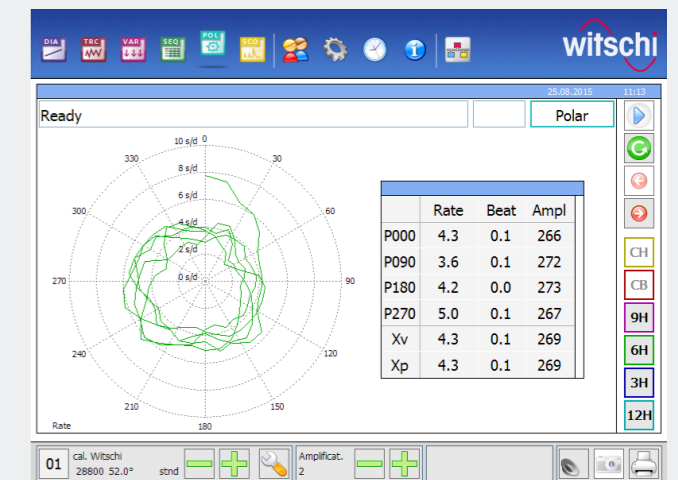 DIA TRC VAR SEQ POL SCO
witschi
25.08.2015 11:13
Ready
Polar
10 s/d 0
8 s/d
6 s/d
4 s/d
2 s/d
0 s/d
30
60
90
120
150
180
210
240
270
300
330
Rate
Rate Beat Ampl
P000 4.3 0.1 266
P090 3.6 0.1 272
P180 4.2 0.0 273
P270 5.0 0.1 267
Xv 4.3 0.1 269
Xp 4.3 0.1 269
CH
CB
9H
6H
3H
12H
01
cal. Witschi
28800 52.0° stnd
Amplificat.
2